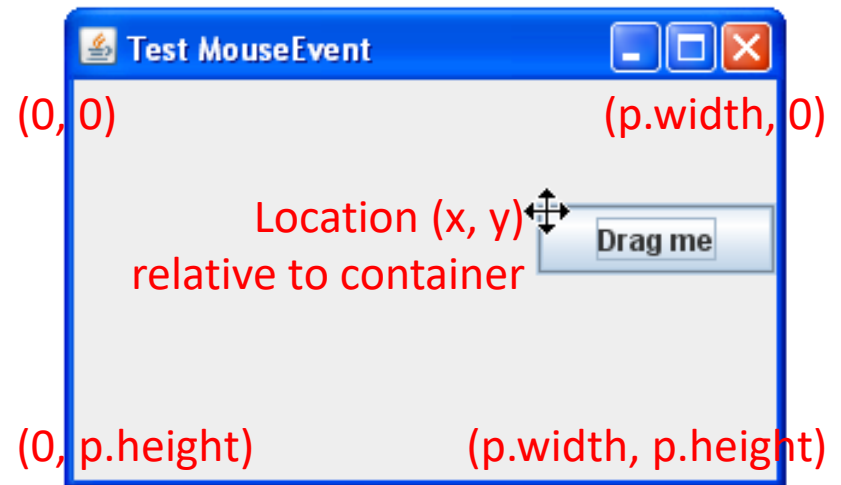 Test MouseEvent
(0, 0)
(p.width, 0)
Location (x, y)
relative to container
Drag me
(0, p.height)
(p.width, p.height)